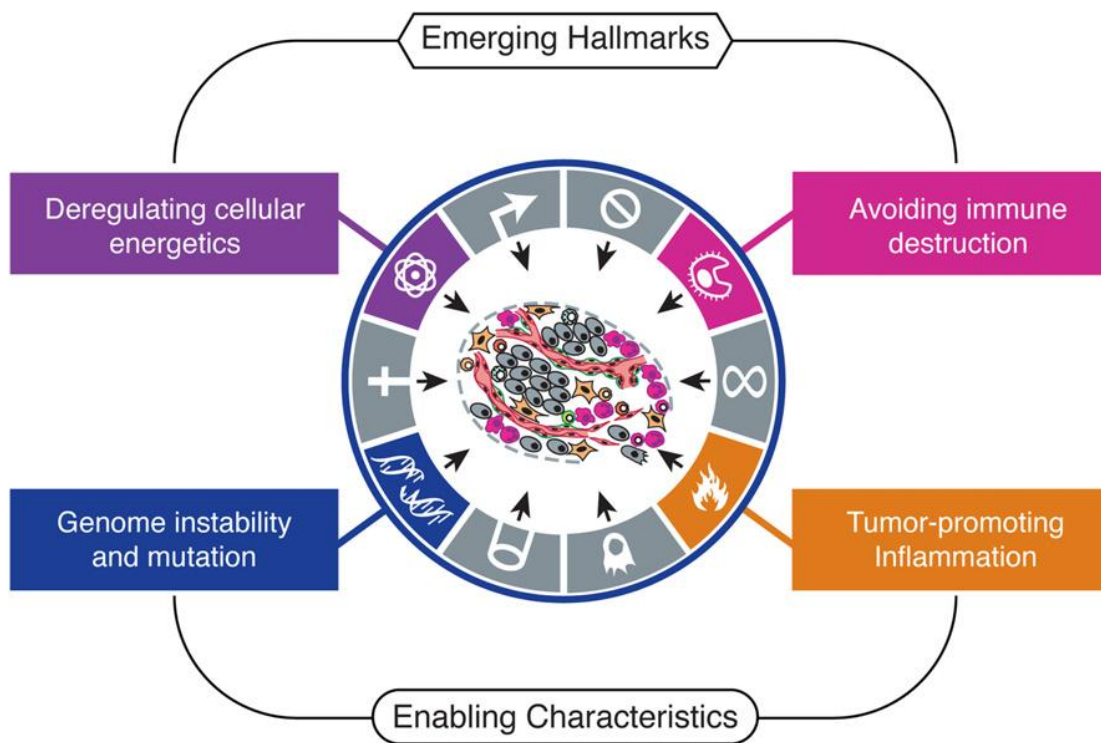 Emerging Hallmarks
Deregulating cellular
energetics
Avoiding immune
destruction
Genome instability
and mutation
Tumor-promoting
Inflammation
Enabling Characteristics